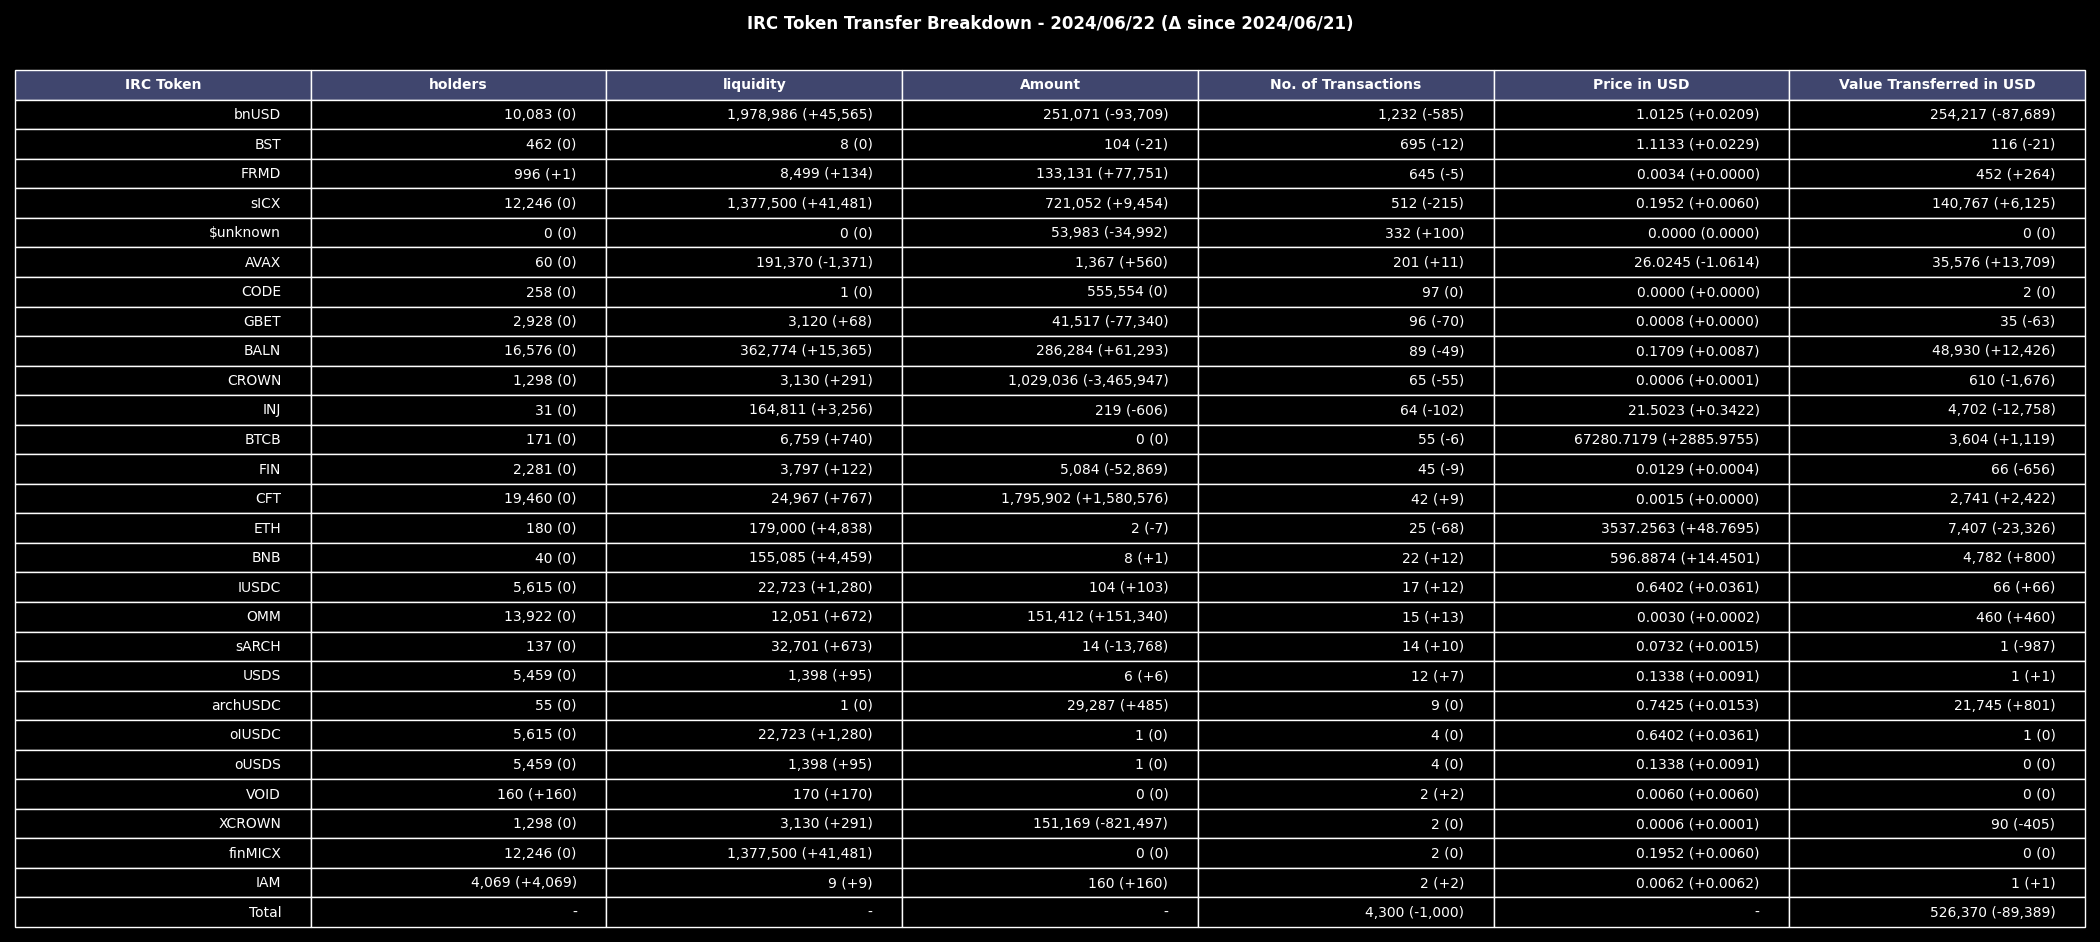 IRC Token Transfer Breakdown - 2024/06/22 (Δ since 2024/06/21)
IRC Token holders liquidity Amount No. of Transactions Price in USD Value Transferred in USD
bnUSD 10,083 (0) 1,978,986 (+45,565) 251,071 (-93,709) 1,232 (-585) 1.0125 (+0.0209) 254,217 (-87,689)
BST 462 (0) 8 (0) 104 (-21) 695 (-12) 1.1133 (+0.0229) 116 (-21)
FRMD 996 (+1) 8,499 (+134) 133,131 (+77,751) 645 (-5) 0.0034 (+0.0000) 452 (+264)
sICX 12,246 (0) 1,377,500 (+41,481) 721,052 (+9,454) 512 (-215) 0.1952 (+0.0060) 140,767 (+6,125)
$unknown 0 (0) 0 (0) 53,983 (-34,992) 332 (+100) 0.0000 (0.0000) 0 (0)
AVAX 60 (0) 191,370 (-1,371) 1,367 (+560) 201 (+11) 26.0245 (-1.0614) 35,576 (+13,709)
CODE 258 (0) 1 (0) 555,554 (0) 97 (0) 0.0000 (+0.0000) 2 (0)
GBET 2,928 (0) 3,120 (+68) 41,517 (-77,340) 96 (-70) 0.0008 (+0.0000) 35 (-63)
BALN 16,576 (0) 362,774 (+15,365) 286,284 (+61,293) 89 (-49) 0.1709 (+0.0087) 48,930 (+12,426)
CROWN 1,298 (0) 3,130 (+291) 1,029,036 (-3,465,947) 65 (-55) 0.0006 (+0.0001) 610 (-1,676)
INJ 31 (0) 164,811 (+3,256) 219 (-606) 64 (-102) 21.5023 (+0.3422) 4,702 (-12,758)
BTCB 171 (0) 6,759 (+740) 0 (0) 55 (-6) 67280.7179 (+2885.9755) 3,604 (+1,119)
FIN 2,281 (0) 3,797 (+122) 5,084 (-52,869) 45 (-9) 0.0129 (+0.0004) 66 (-656)
CFT 19,460 (0) 24,967 (+767) 1,795,902 (+1,580,576) 42 (+9) 0.0015 (+0.0000) 2,741 (+2,422)
ETH 180 (0) 179,000 (+4,838) 2 (-7) 25 (-68) 3537.2563 (+48.7695) 7,407 (-23,326)
BNB 40 (0) 155,085 (+4,459) 8 (+1) 22 (+12) 596.8874 (+14.4501) 4,782 (+800)
IUSDC 5,615 (0) 22,723 (+1,280) 104 (+103) 17 (+12) 0.6402 (+0.0361) 66 (+66)
OMM 13,922 (0) 12,051 (+672) 151,412 (+151,340) 15 (+13) 0.0030 (+0.0002) 460 (+460)
sARCH 137 (0) 32,701 (+673) 14 (-13,768) 14 (+10) 0.0732 (+0.0015) 1 (-987)
USDS 5,459 (0) 1,398 (+95) 6 (+6) 12 (+7) 0.1338 (+0.0091) 1 (+1)
archUSDC 55 (0) 1 (0) 29,287 (+485) 9 (0) 0.7425 (+0.0153) 21,745 (+801)
oIUSDC 5,615 (0) 22,723 (+1,280) 1 (0) 4 (0) 0.6402 (+0.0361) 1 (0)
oUSDS 5,459 (0) 1,398 (+95) 1 (0) 4 (0) 0.1338 (+0.0091) 0 (0)
VOID 160 (+160) 170 (+170) 0 (0) 2 (+2) 0.0060 (+0.0060) 0 (0)
XCROWN 1,298 (0) 3,130 (+291) 151,169 (-821,497) 2 (0) 0.0006 (+0.0001) 90 (-405)
finMICX 12,246 (0) 1,377,500 (+41,481) 0 (0) 2 (0) 0.1952 (+0.0060) 0 (0)
IAM 4,069 (+4,069) 9 (+9) 160 (+160) 2 (+2) 0.0062 (+0.0062) 1 (+1)
Total - - - 4,300 (-1,000) - 526,370 (-89,389)